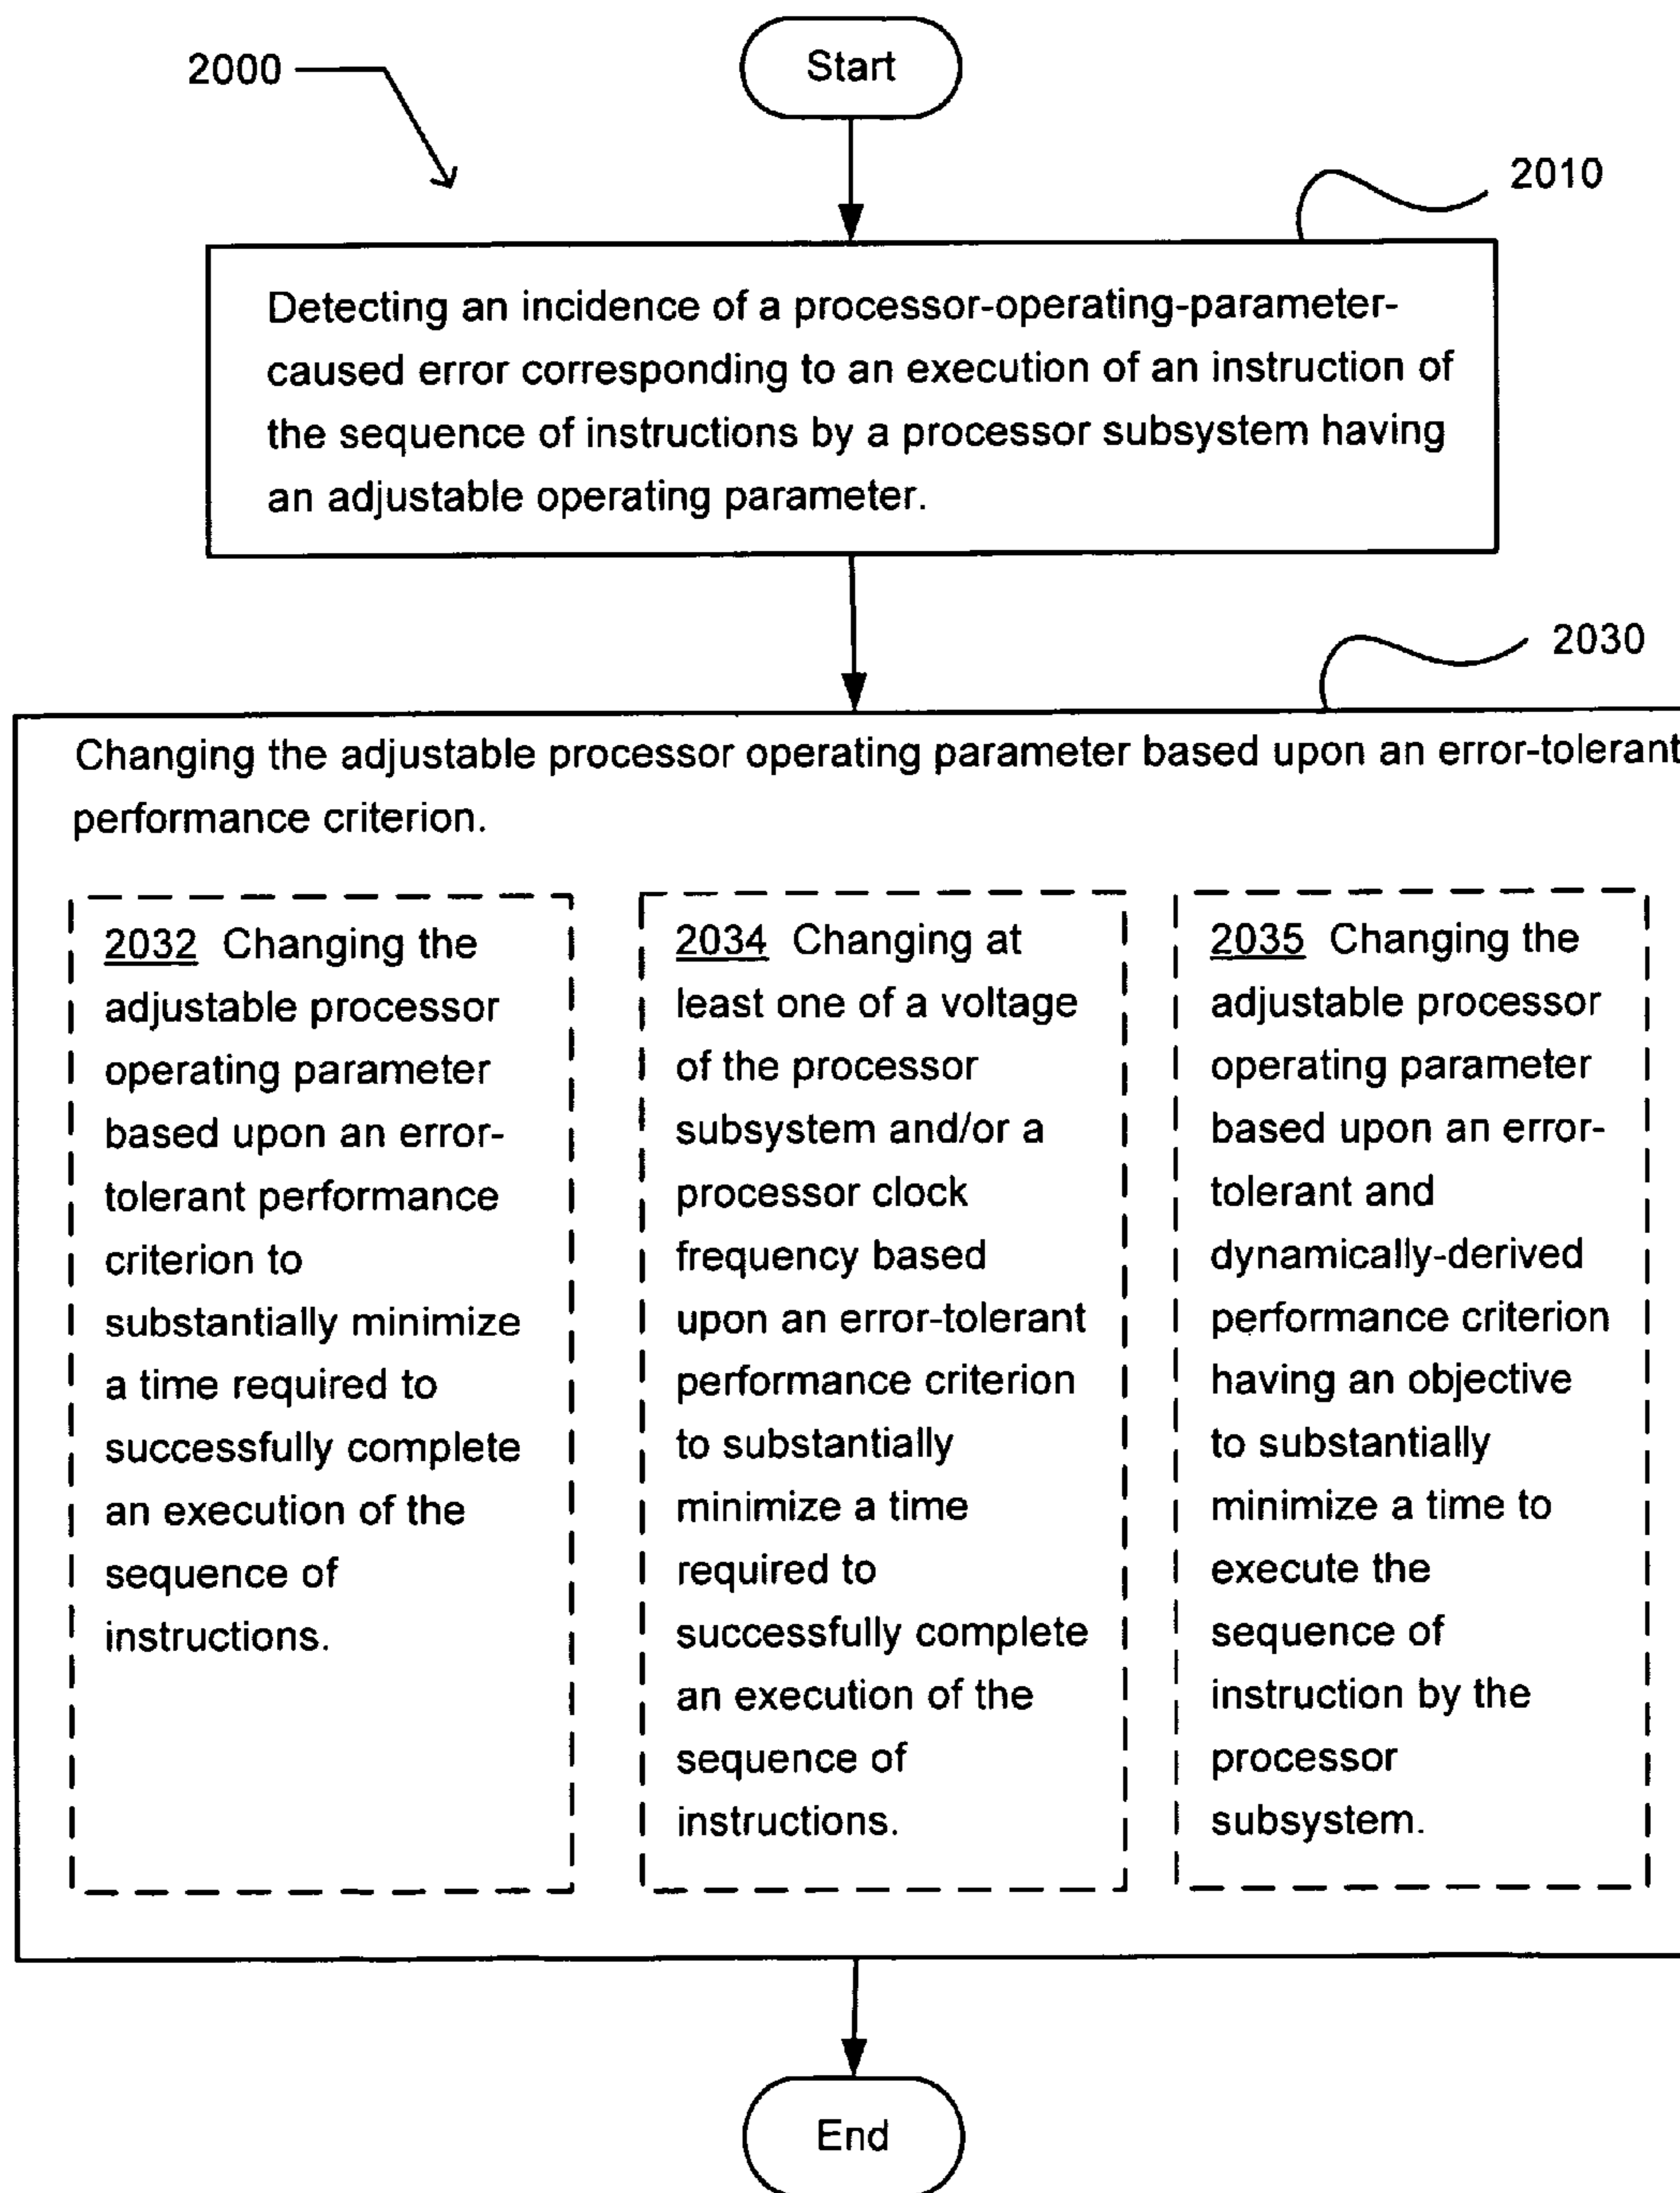 Start
2000
2010
Detecting an incidence of a processor-operating-parameter-
caused error corresponding to an execution of an instruction of
the sequence of instructions by a processor subsystem having
an adjustable operating parameter.
2030
Changing the adjustable processor operating parameter based upon an error-tolerant
performance criterion.
2032 Changing the
adjustable processor
operating parameter
based upon an error-
tolerant performance
criterion to
substantially minimize
a time required to
successfully complete
an execution of the
sequence of
instructions.
2034 Changing at
least one of a voltage
of the processor
subsystem and/or a
processor clock
frequency based
upon an error-tolerant
performance criterion
to substantially
minimize a time
required to
successfully complete
an execution of the
sequence of
instructions.
2035 Changing the
adjustable processor
operating parameter
based upon an error-
tolerant and
dynamically-derived
performance criterion
having an objective
to substantially
minimize a time to
execute the
sequence of
instruction by the
processor
subsystem.
End